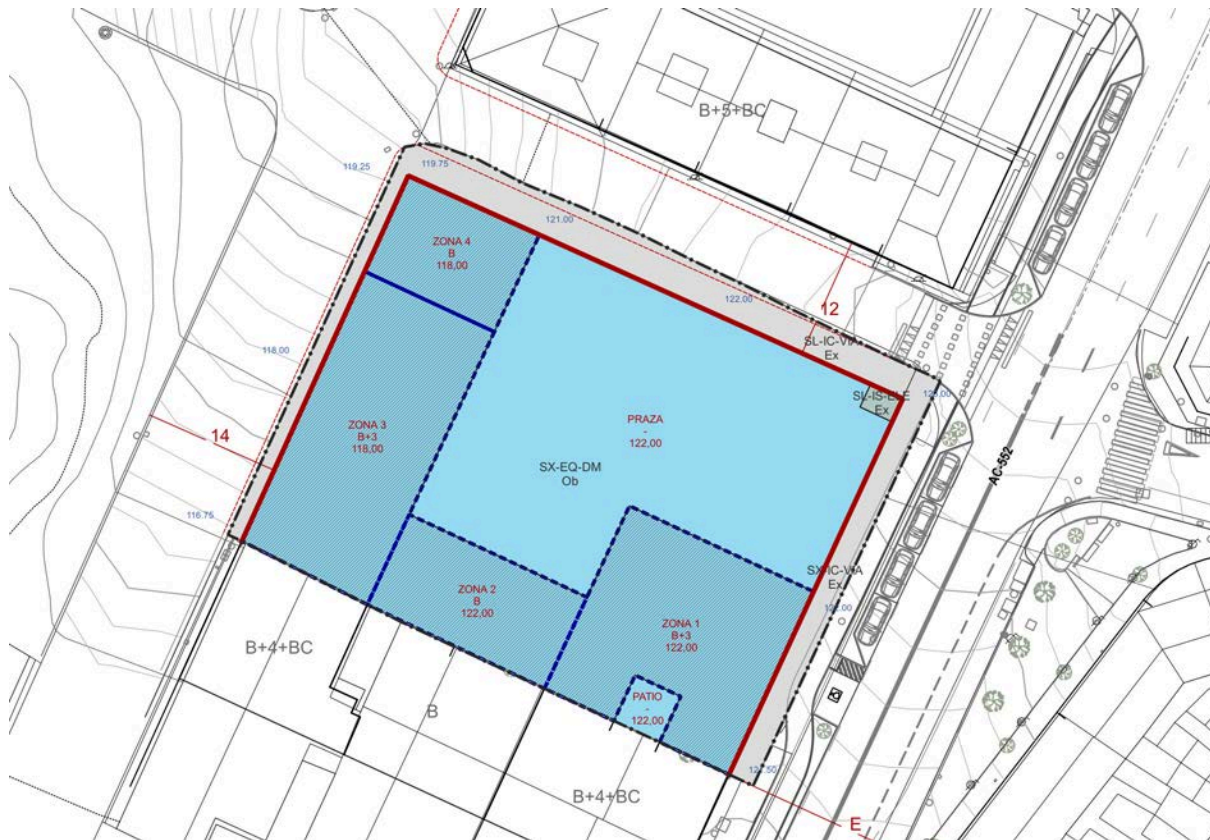 B+5+BC
119.25
119.75
121.00
ZONA 4
B
118,00
122.00
12
SL-IC-VIA
Ex
118,00
SL-IS-ELE
Ex
ZONA 3
B+3
118,00
PRAZA
-
122,00
14
SX-EQ-DM
Ob
AC-552
116.75
SX-IC-VIA
Ex
ZONA 2
B
122,00
ZONA 1
B+3
122,00
B+4+BC
PATIO
-
122,00
B
B+4+BC
E